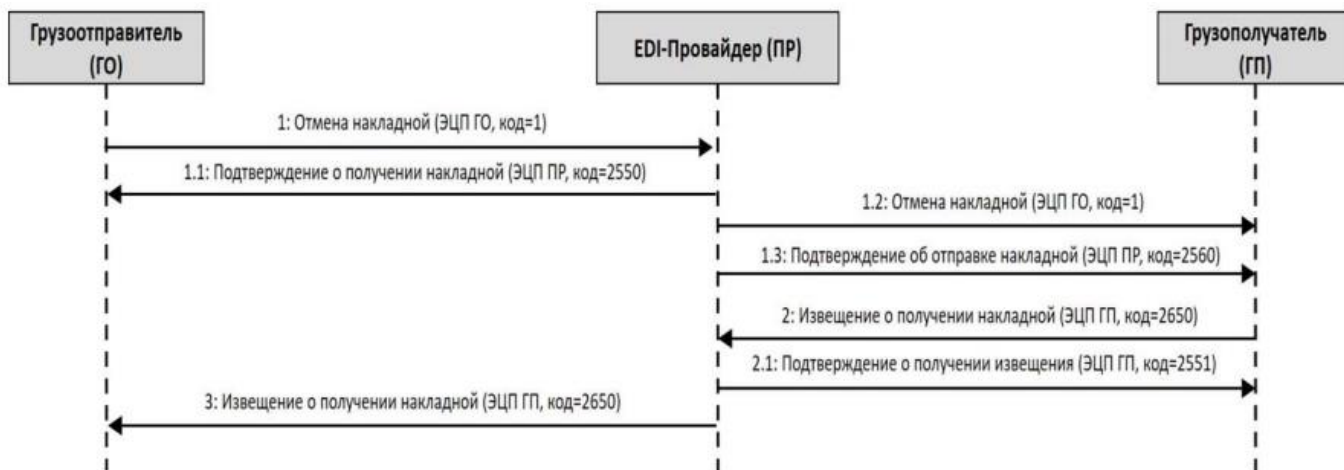 Грузоотправитель
(ГО)
EDI-Провайдер (ПР)
Грузополучатель
(ГП)
1: Отмена накладной (ЭЦП ГО, код=1)
1.1: Подтверждение о получении накладной (ЭЦП ПР, код=2550)
1.2: Отмена накладной (ЭЦП ГО, код=1)
1.3: Подтверждение об отправке накладной (ЭЦП ПР, код=2560)
2: Извещение о получении накладной (ЭЦП ГП, код=2650)
2.1: Подтверждение о получении извещения (ЭЦП ГП, код=2551)
3: Извещение о получении накладной (ЭЦП ГП, код=2650)